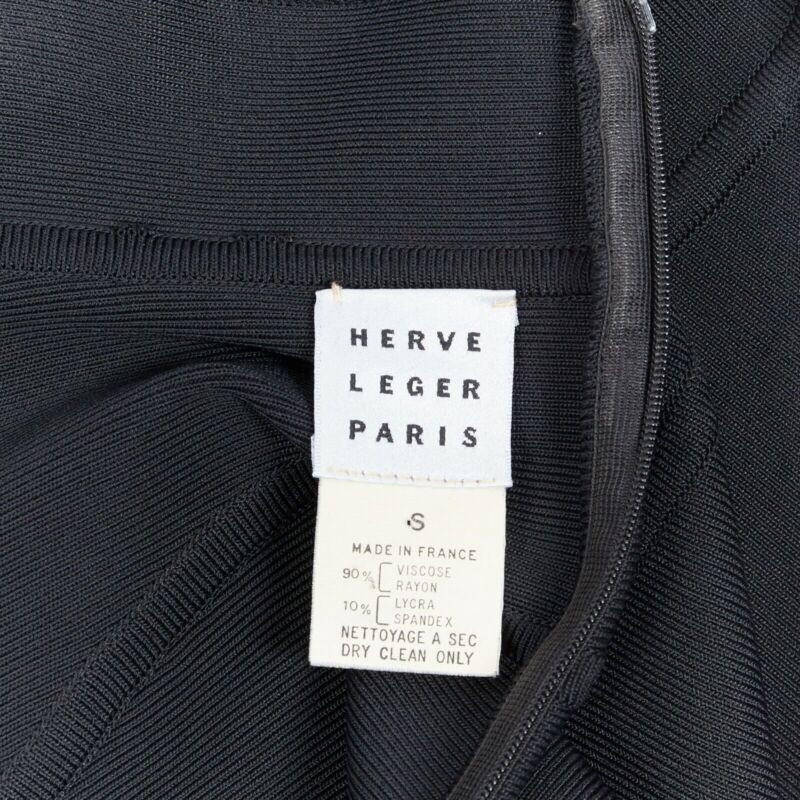 HERVE
LEGER
PARIS
S
MADE IN FRANCE
90% VISCOSE
RAYON
10% LYCRA
SPANDEX
NETTOYAGE A SEC
DRY CLEAN ONLY